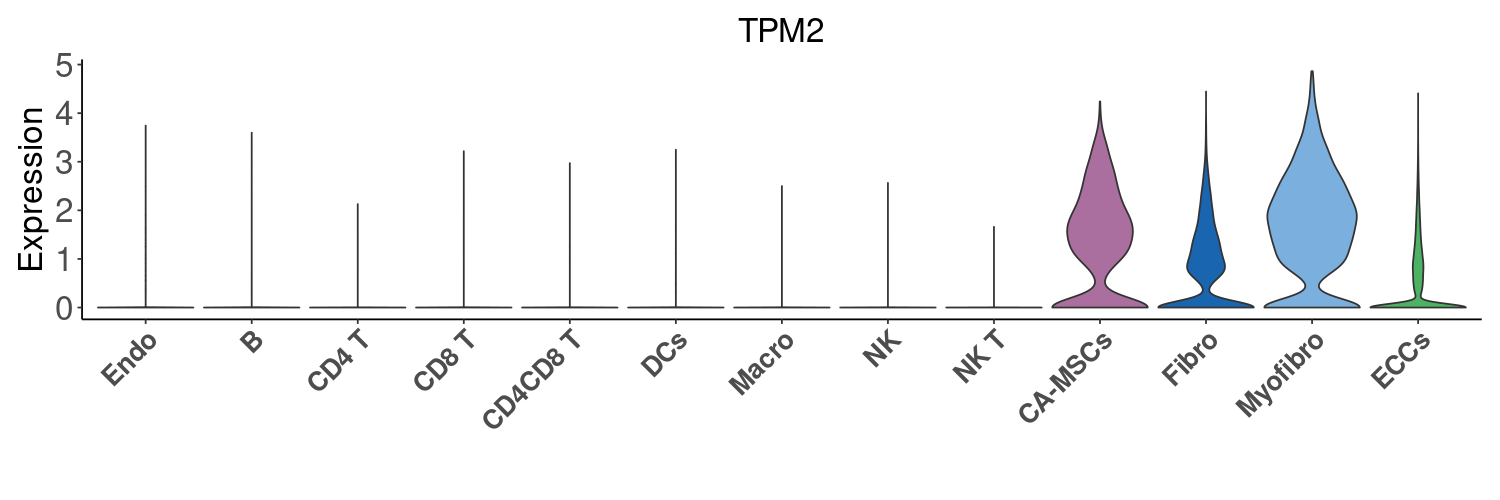 TPM2
Expression
5
4
3
2
1
0
Endo
B
CD4 T
CD8 T
CD4CD8 T
DCs
Macro
NK
NK T
CA-MSCs
Fibro
Myofibro
ECCs